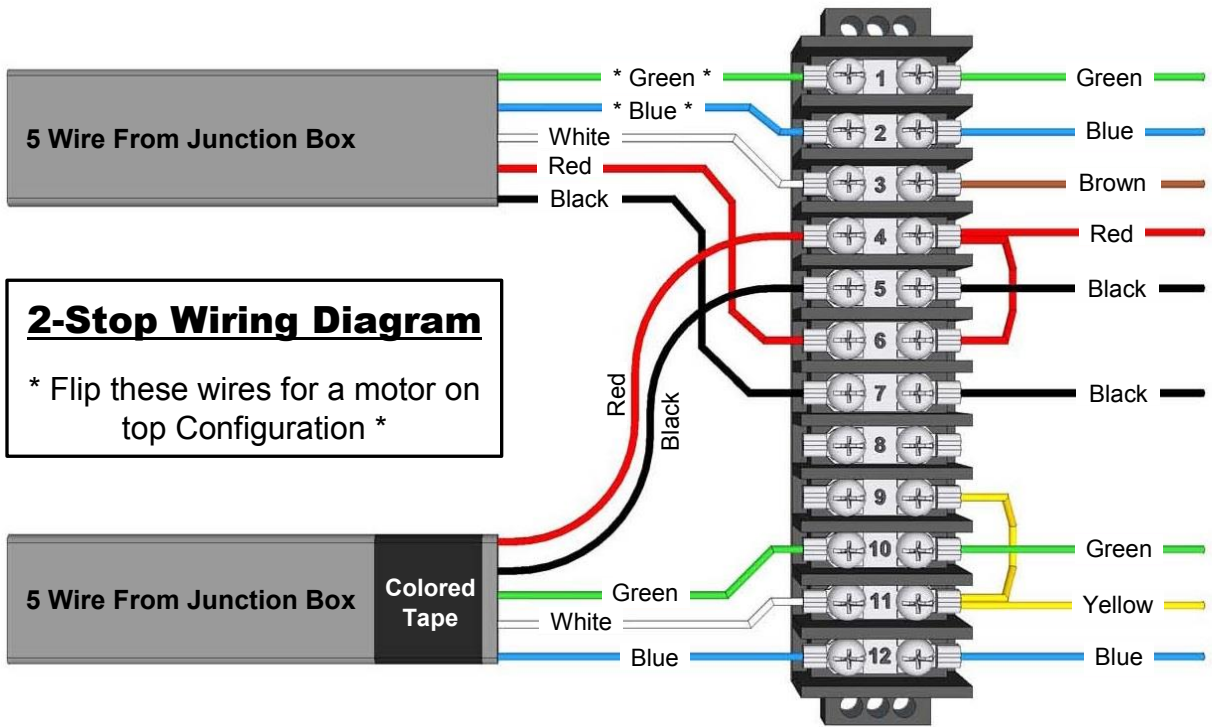 * Green *
1
Green
5 Wire From Junction Box
* Blue *
2
Blue
White
3
Brown
Red
Black
4
Red
2-Stop Wiring Diagram
* Flip these wires for a motor on
top Configuration *
5
Black
6
Red
Black
7
Black
8
9
5 Wire From Junction Box
Colored
Tape
10
Green
Green
11
Yellow
White
12
Blue
Blue